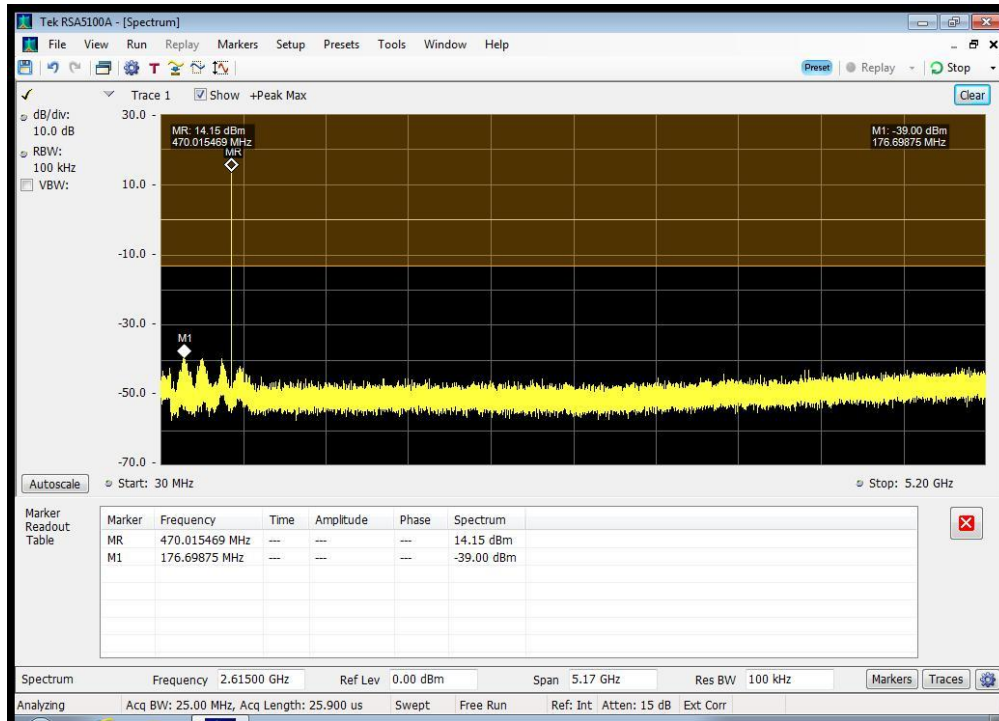 Tek RSA5100A - [Spectrum]
File View Run Replay Markers Setup Presets Tools Window Help
Preset Replay Stop
Trace 1 Show +Peak Max Clear
dB/div:
10.0 dB
RBW:
100 kHz
VBW:
30.0
10.0
-10.0
-30.0
-50.0
-70.0
MR: 14.15 dBm
470.015469 MHz
MR
M1: -39.00 dBm
176.69875 MHz
M1
Autoscale Start: 30 MHz Stop: 5.20 GHz
Marker
Readout
Table
Marker Frequency Time Amplitude Phase Spectrum
MR 470.015469 MHz --- --- --- 14.15 dBm
M1 176.69875 MHz --- --- --- -39.00 dBm
Spectrum Frequency 2.61500 GHz Ref Lev 0.00 dBm Span 5.17 GHz Res BW 100 kHz Markers Traces
Analyzing Acq BW: 25.00 MHz, Acq Length: 25.900 us Swept Free Run Ref: Int Atten: 15 dB Ext Corr